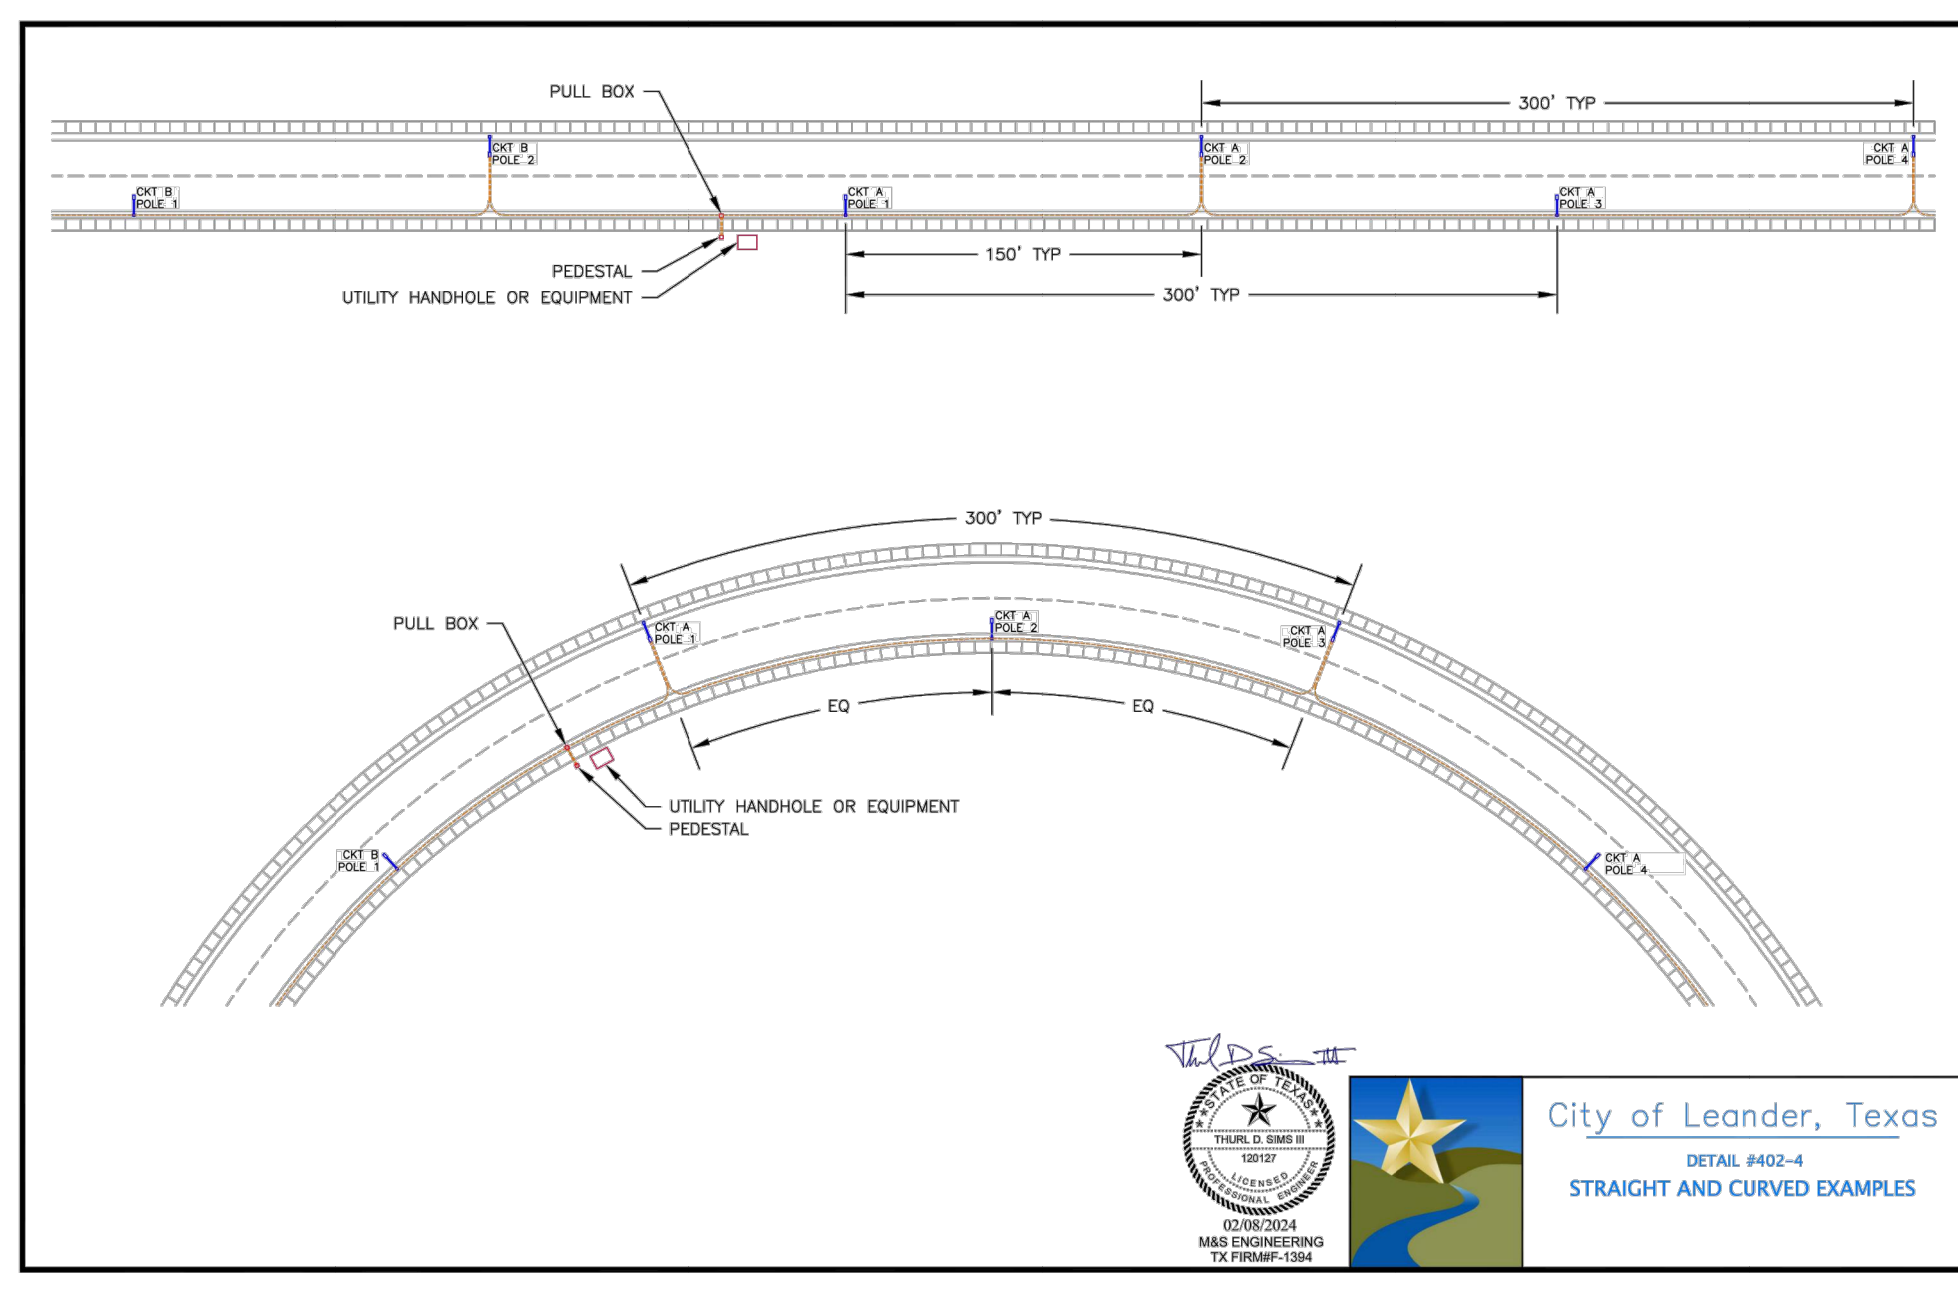 PULL BOX
300' TYP
CKT B
POLE 2
CKT A
POLE 2
CKT A
POLE 4
CKT B
POLE 1
CKT A
POLE 1
CKT A
POLE 3
150' TYP
PEDESTAL
300' TYP
UTILITY HANDHOLE OR EQUIPMENT
300' TYP
PULL BOX
CKT A
POLE 1
CKT A
POLE 2
CKT A
POLE 3
EQ
EQ
UTILITY HANDHOLE OR EQUIPMENT
PEDESTAL
CKT B
POLE 1
CKT A
POLE 4
Thurl D Sims III
STATE OF TEXAS
THURL D. SIMS III
120127
LICENSED
PROFESSIONAL ENGINEER
02/08/2024
M&S ENGINEERING
TX FIRM#F-1394
City of Leander, Texas
DETAIL #402-4
STRAIGHT AND CURVED EXAMPLES